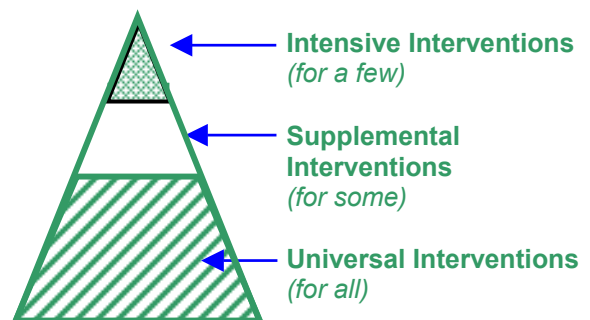 Intensive Interventions
(for a few)
Supplemental
Interventions
(for some)
Universal Interventions
(for all)